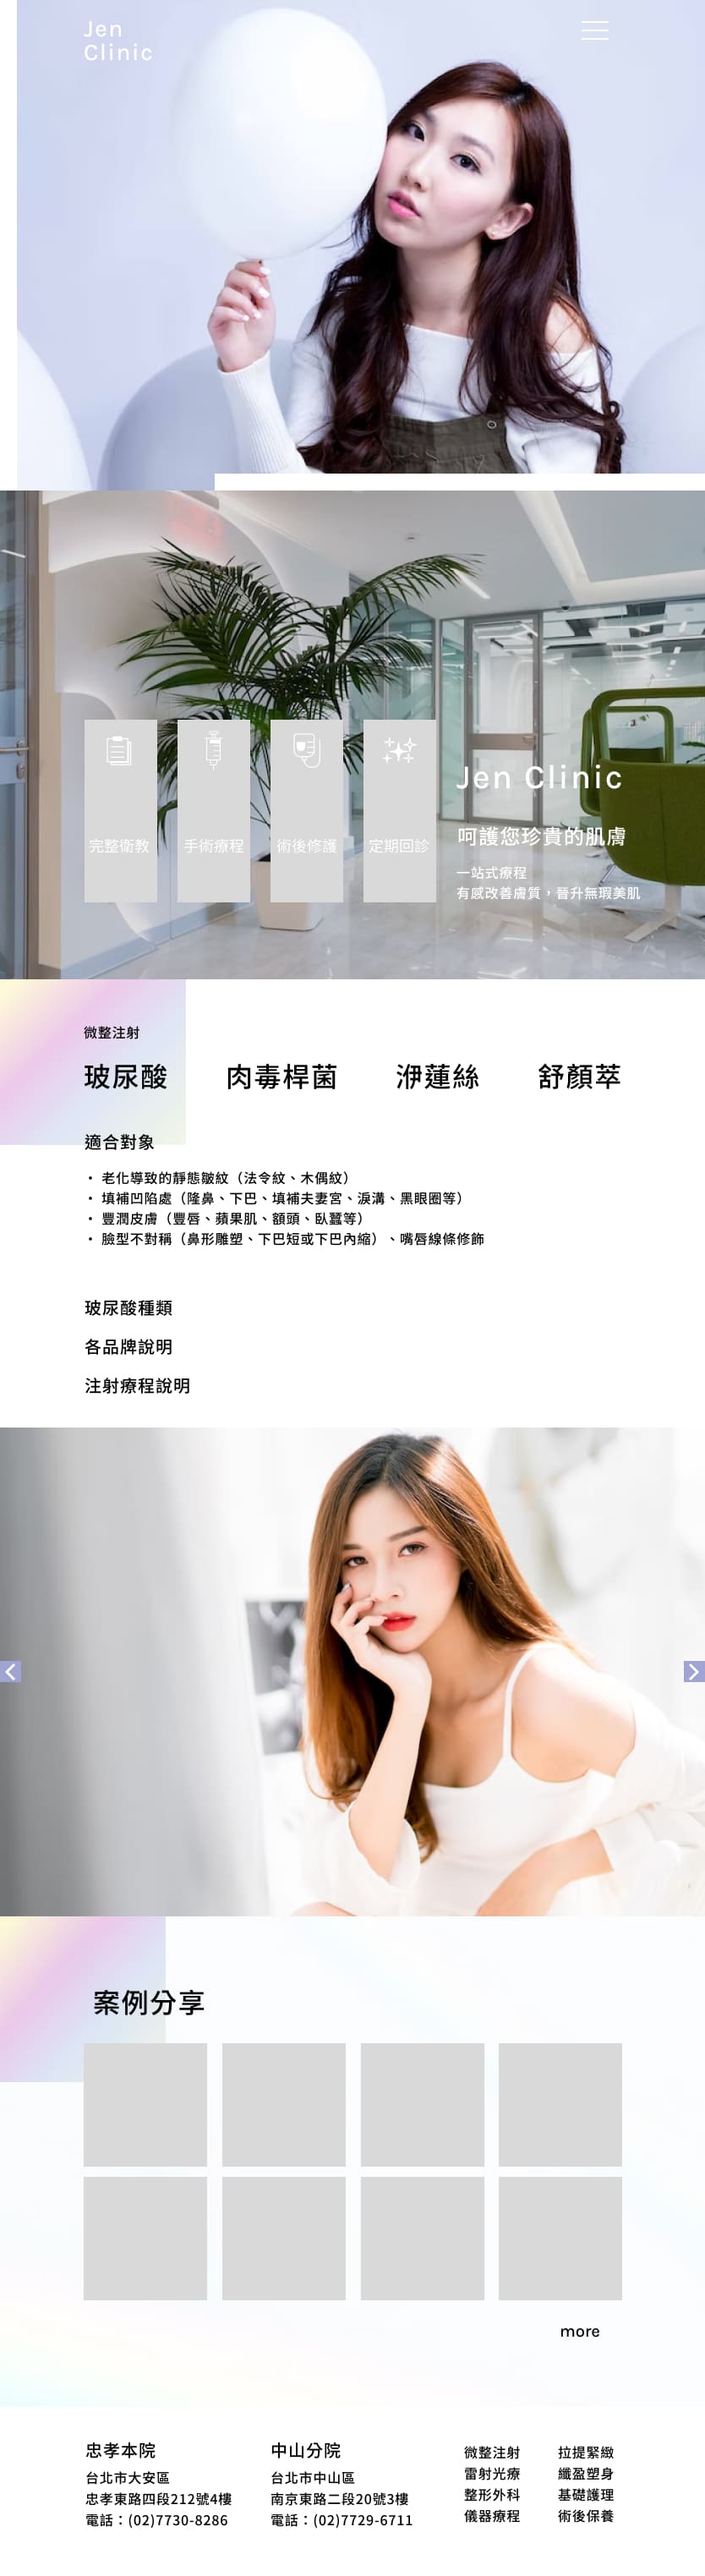 Jen
Clinic
完整衛教
手術療程
術後修護
定期回診
Jen Clinic
呵護您珍貴的肌膚
一站式療程
有感改善膚質，晉升無瑕美肌
微整注射
玻尿酸
肉毒桿菌
洢蓮絲
舒顏萃
適合對象
• 老化導致的靜態皺紋（法令紋、木偶紋）
• 填補凹陷處（隆鼻、下巴、填補夫妻宮、淚溝、黑眼圈等）
• 豐潤皮膚（豐唇、蘋果肌、額頭、臥蠶等）
• 臉型不對稱（鼻形雕塑、下巴短或下巴內縮）、嘴唇線條修飾
玻尿酸種類
各品牌說明
注射療程說明
案例分享
more
忠孝本院
台北市大安區
忠孝東路四段212號4樓
電話：(02)7730-8286
中山分院
台北市中山區
南京東路二段20號3樓
電話：(02)7729-6711
微整注射
雷射光療
整形外科
儀器療程
拉提緊緻
纖盈塑身
基礎護理
術後保養